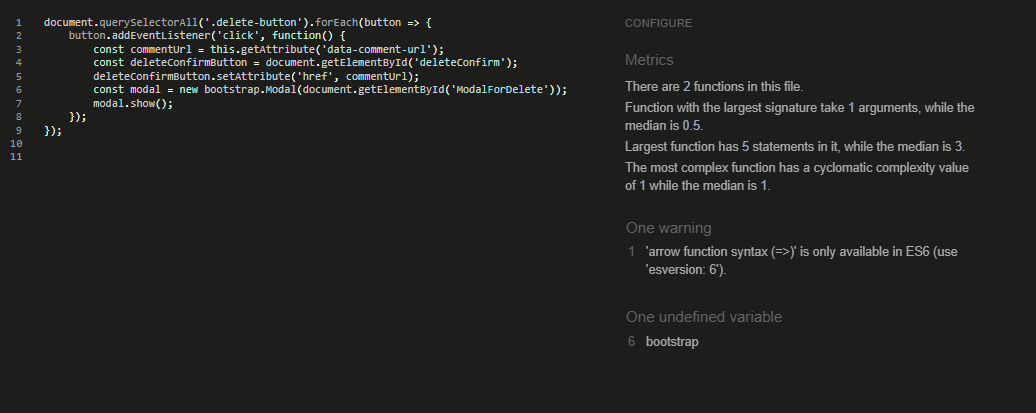 1 document.querySelectorAll('.delete-button').forEach(button => {
2 button.addEventListener('click', function() {
3 const commentUrl = this.getAttribute('data-comment-url');
4 const deleteConfirmButton = document.getElementById('deleteConfirm');
5 deleteConfirmButton.setAttribute('href', commentUrl);
6 const modal = new bootstrap.Modal(document.getElementById('ModalForDelete'));
7 modal.show();
8 });
9 });
10
11
CONFIGURE
Metrics
There are 2 functions in this file.
Function with the largest signature take 1 arguments, while the
median is 0.5.
Largest function has 5 statements in it, while the median is 3.
The most complex function has a cyclomatic complexity value
of 1 while the median is 1.
One warning
1 'arrow function syntax (=>)' is only available in ES6 (use
'esversion: 6').
One undefined variable
6 bootstrap